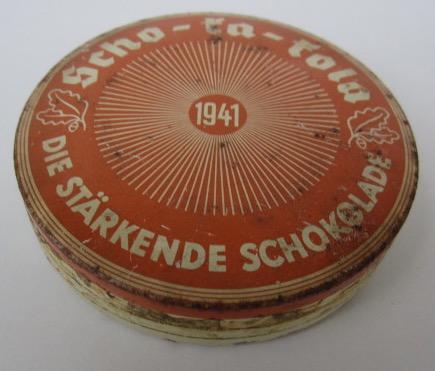 Scho-ka-kola
1941
DIE STÄRKENDE SCHOKOLADE